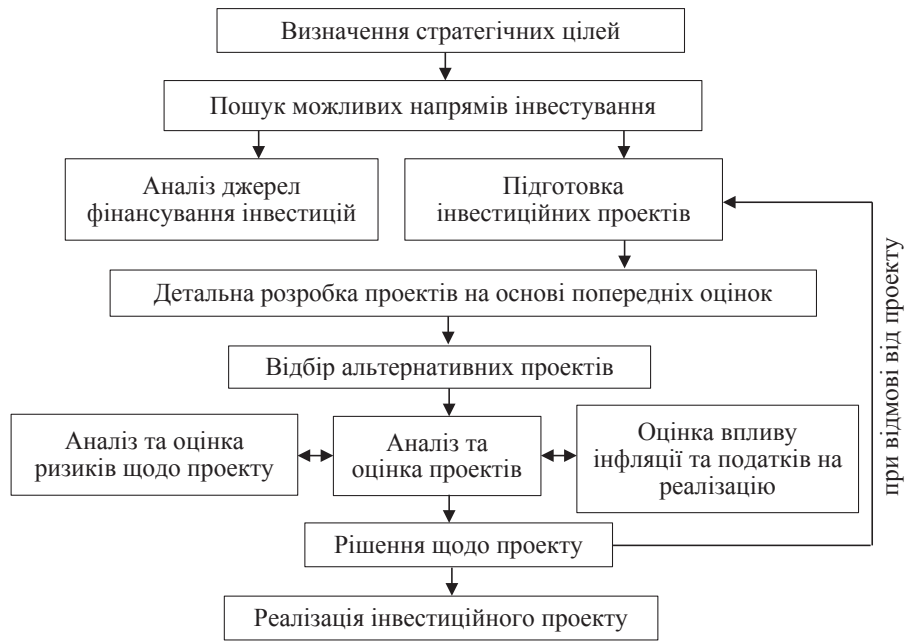 Визначення стратегічних цілей
Пошук можливих напрямів інвестування
Аналіз джерел
фінансування інвестицій
Підготовка
інвестиційних проектів
Детальна розробка проектів на основі попередніх оцінок
Відбір альтернативних проектів
Аналіз та оцінка
ризиків щодо проекту
Аналіз та
оцінка проектів
Оцінка впливу
інфляції та податків на
реалізацію
Рішення щодо проекту
Реалізація інвестиційного проекту
при відмові від проекту